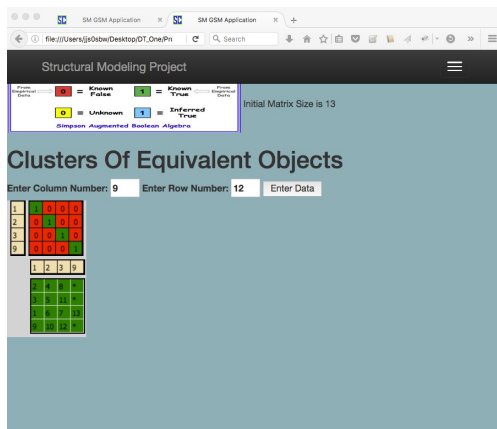 SM GSM Application × SM GSM Application × +
file:///Users/jjs0sbw/Desktop/DT_One/Prı Search
Structural Modeling Project
From Empirical Data 0 = Known False 1 = Known True From Empirical Data
0 = Unknown 1 = Inferred True
Simpson Augmented Boolean Algebra
Initial Matrix Size is 13
Clusters Of Equivalent Objects
Enter Column Number: 9 Enter Row Number: 12 Enter Data
1 1 0 0 0
2 0 1 0 0
3 0 0 1 0
9 0 0 0 1
1 2 3 9
2 4 8 *
3 5 11 *
1 6 7 13
9 10 12 *